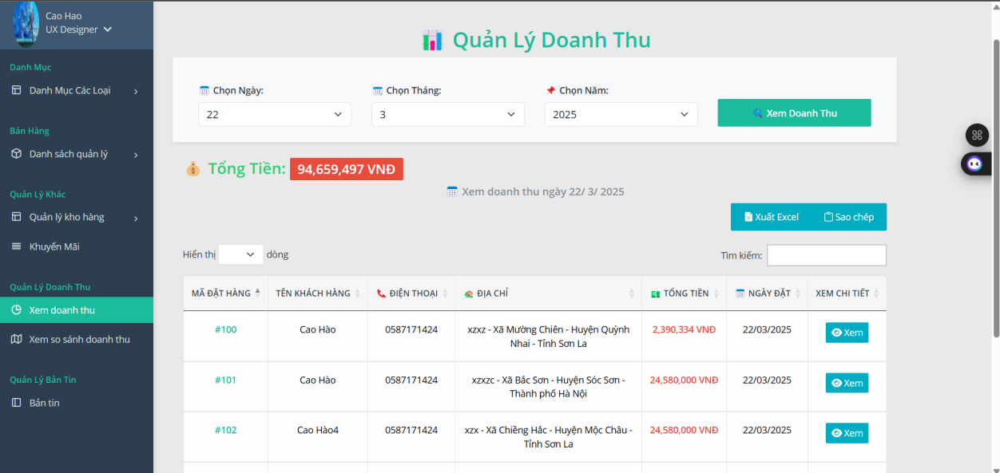 Cao Hao
UX Designer
Danh Mục
Danh Mục Các Loại
Bán Hàng
Danh sách quản lý
Quản Lý Khác
Quản lý kho hàng
Khuyến Mãi
Quản Lý Doanh Thu
Xem doanh thu
Xem so sánh doanh thu
Quản Lý Bản Tin
Bản tin
Quản Lý Doanh Thu
Chọn Ngày: Chọn Tháng: Chọn Năm:
22 3 2025 Xem Doanh Thu
Tổng Tiền: 94,659,497 VNĐ
Xem doanh thu ngày 22/ 3/ 2025
Xuất Excel Sao chép
Hiển thị dòng Tìm kiếm:
MÃ ĐẶT HÀNG TÊN KHÁCH HÀNG ĐIỆN THOẠI ĐỊA CHỈ TỔNG TIỀN NGÀY ĐẶT XEM CHI TIẾT
#100 Cao Hào 0587171424 xzxz - Xã Mường Chiên - Huyện Quỳnh 2,390,334 VNĐ 22/03/2025 Xem
Nhai - Tỉnh Sơn La
#101 Cao Hào 0587171424 xzxzc - Xã Bắc Sơn - Huyện Sóc Sơn - 24,580,000 VNĐ 22/03/2025 Xem
Thành phố Hà Nội
#102 Cao Hào4 0587171424 xzx - Xã Chiềng Hắc - Huyện Mộc Châu - 24,580,000 VNĐ 22/03/2025 Xem
Tỉnh Sơn La